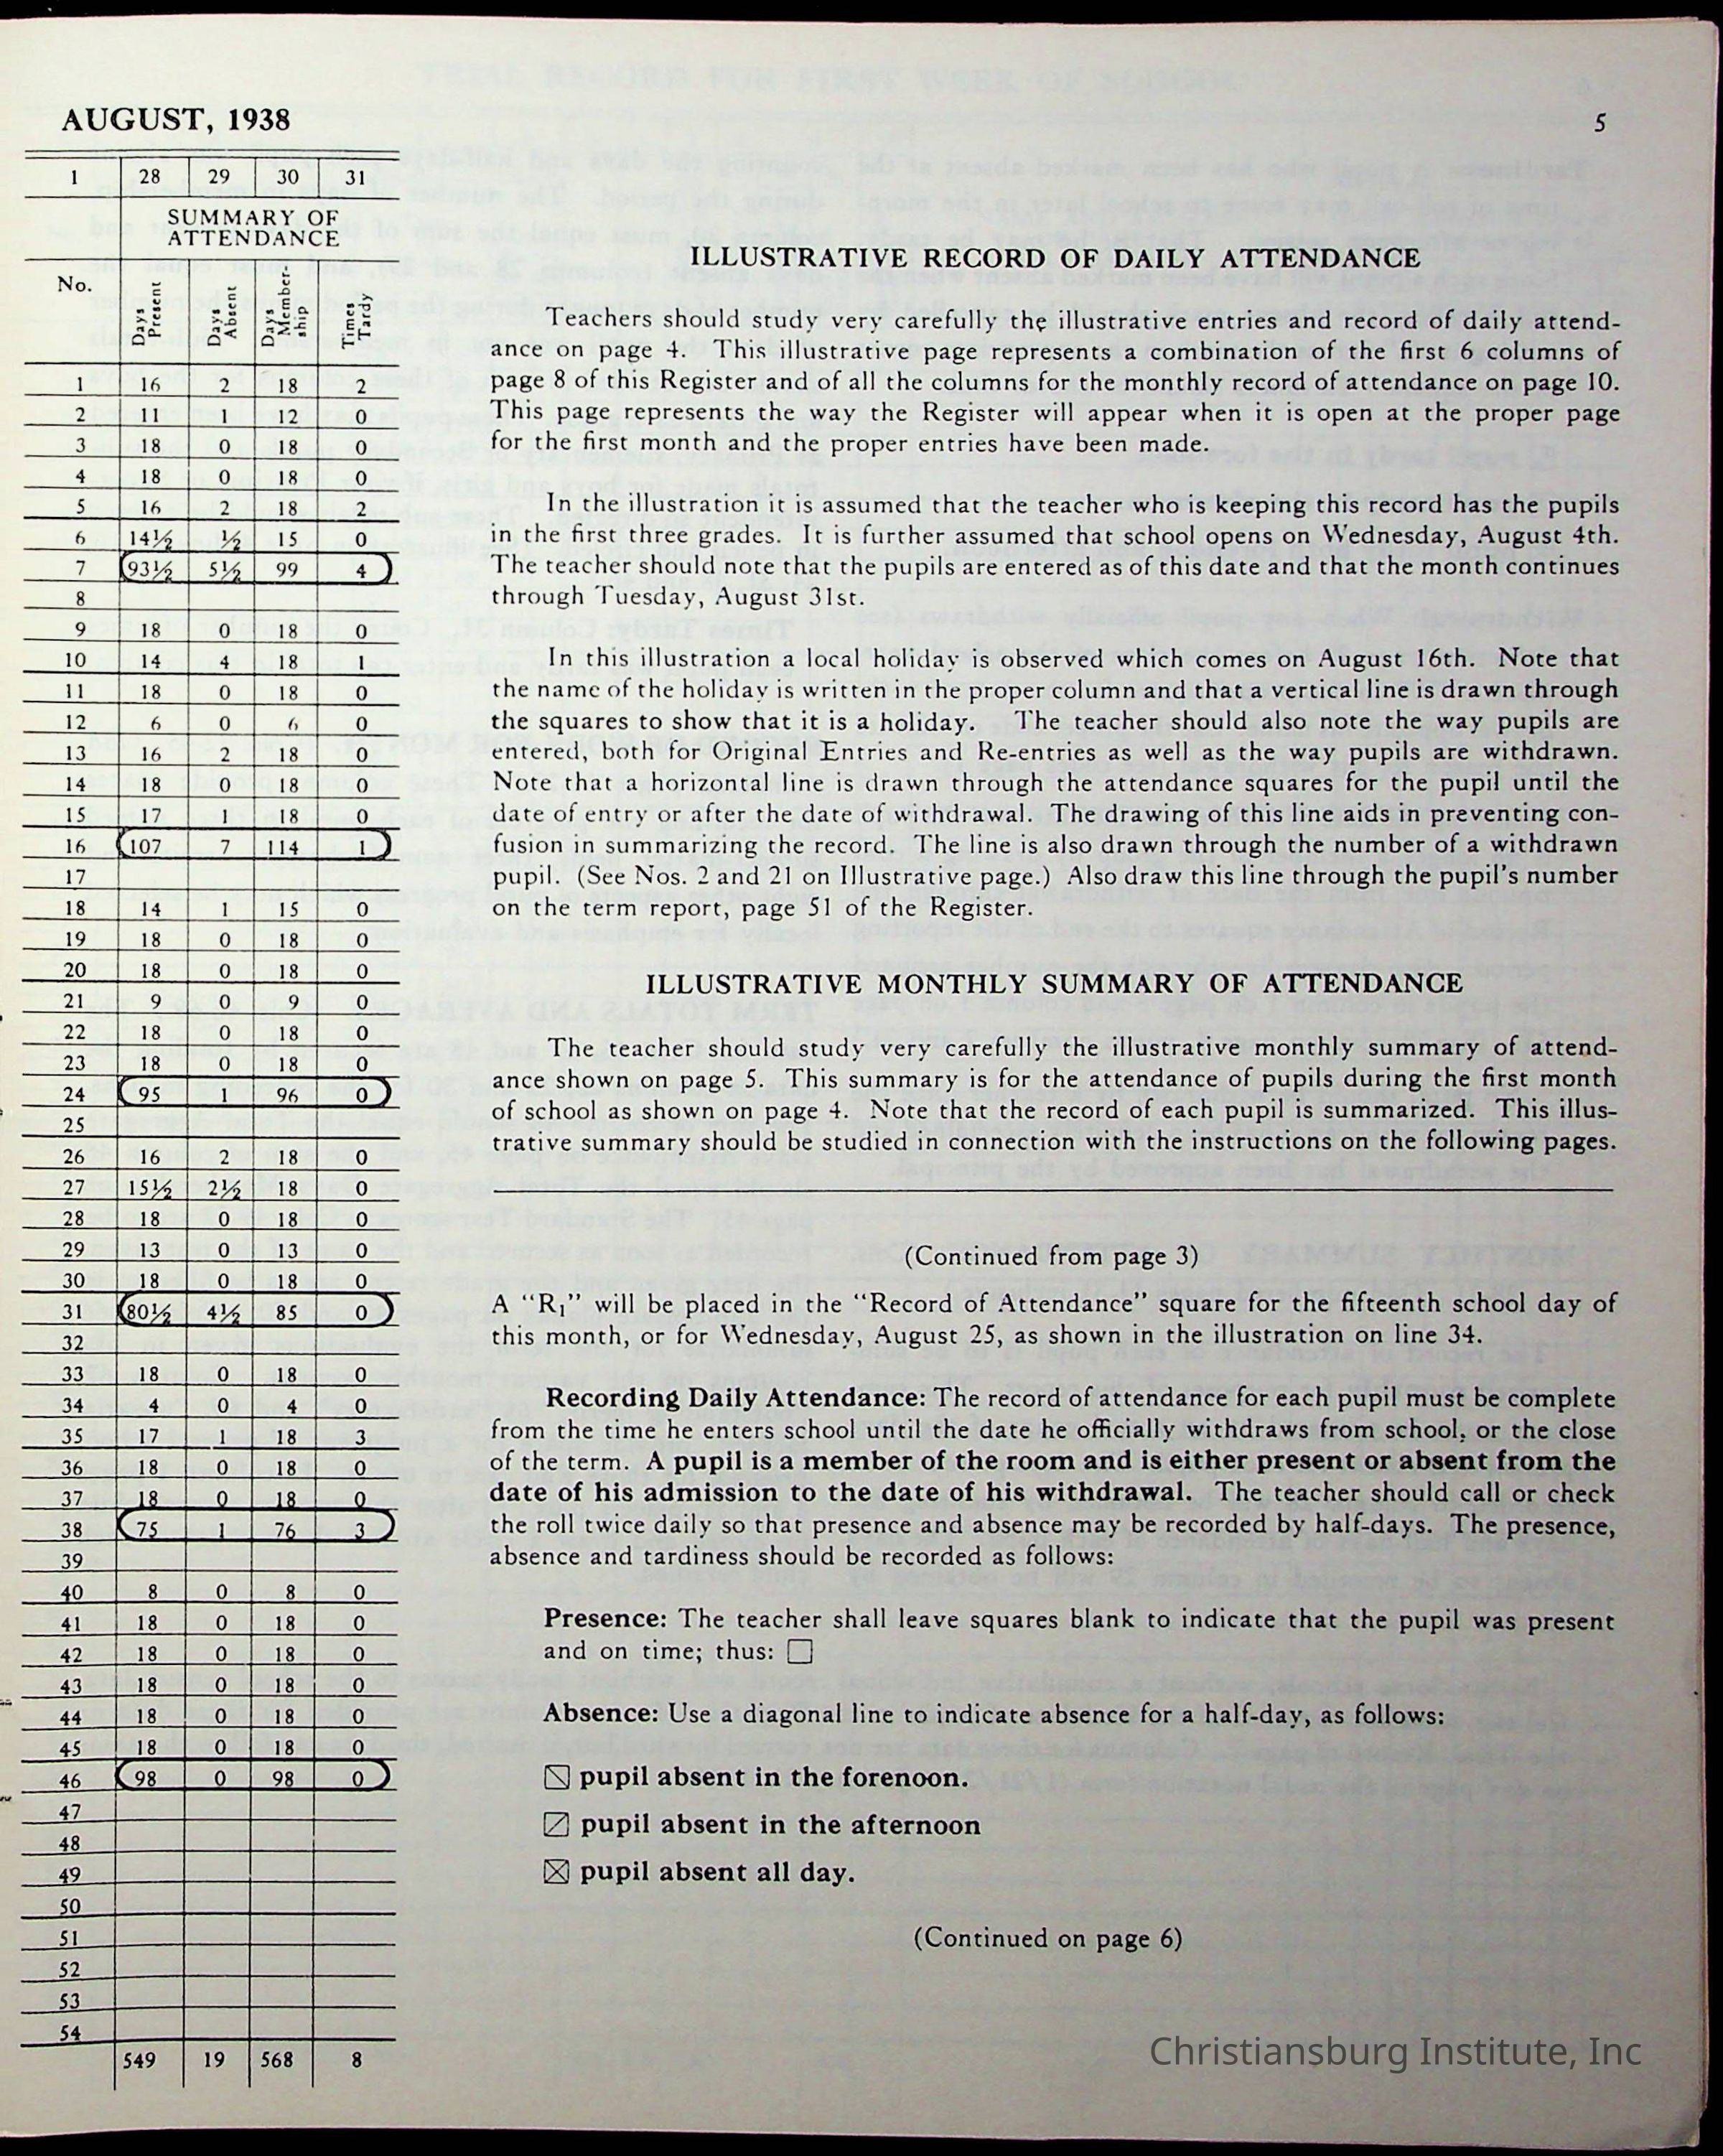 AUGUST, 1938
5
1 28 29 30 31
SUMMARY OF
ATTENDANCE
No. Days Present Days Absent Days Member-ship Times Tardy
1 16 2 18 2
2 11 1 12 0
3 18 0 18 0
4 18 0 18 0
5 16 2 18 2
6 14½ ½ 15 0
7 93½ 5½ 99 4
8
9 18 0 18 0
10 14 4 18 1
11 18 0 18 0
12 6 0 6 0
13 16 2 18 0
14 18 0 18 0
15 17 1 18 0
16 107 7 114 1
17
18 14 1 15 0
19 18 0 18 0
20 18 0 18 0
21 9 0 9 0
22 18 0 18 0
23 18 0 18 0
24 95 1 96 0
25
26 16 2 18 0
27 15½ 2½ 18 0
28 18 0 18 0
29 13 0 13 0
30 18 0 18 0
31 80½ 4½ 85 0
32
33 18 0 18 0
34 4 0 4 0
35 17 1 18 3
36 18 0 18 0
37 18 0 18 0
38 75 1 76 3
39
40 8 0 8 0
41 18 0 18 0
42 18 0 18 0
43 18 0 18 0
44 18 0 18 0
45 18 0 18 0
46 98 0 98 0
47
48
49
50
51
52
53
54
549 19 568 8
ILLUSTRATIVE RECORD OF DAILY ATTENDANCE
Teachers should study very carefully the illustrative entries and record of daily attend-
ance on page 4. This illustrative page represents a combination of the first 6 columns of
page 8 of this Register and of all the columns for the monthly record of attendance on page 10.
This page represents the way the Register will appear when it is open at the proper page
for the first month and the proper entries have been made.
In the illustration it is assumed that the teacher who is keeping this record has the pupils
in the first three grades. It is further assumed that school opens on Wednesday, August 4th.
The teacher should note that the pupils are entered as of this date and that the month continues
through Tuesday, August 31st.
In this illustration a local holiday is observed which comes on August 16th. Note that
the name of the holiday is written in the proper column and that a vertical line is drawn through
the squares to show that it is a holiday. The teacher should also note the way pupils are
entered, both for Original Entries and Re-entries as well as the way pupils are withdrawn.
Note that a horizontal line is drawn through the attendance squares for the pupil until the
date of entry or after the date of withdrawal. The drawing of this line aids in preventing con-
fusion in summarizing the record. The line is also drawn through the number of a withdrawn
pupil. (See Nos. 2 and 21 on Illustrative page.) Also draw this line through the pupil's number
on the term report, page 51 of the Register.
ILLUSTRATIVE MONTHLY SUMMARY OF ATTENDANCE
The teacher should study very carefully the illustrative monthly summary of attend-
ance shown on page 5. This summary is for the attendance of pupils during the first month
of school as shown on page 4. Note that the record of each pupil is summarized. This illus-
trative summary should be studied in connection with the instructions on the following pages.
(Continued from page 3)
A "R₁" will be placed in the "Record of Attendance" square for the fifteenth school day of
this month, or for Wednesday, August 25, as shown in the illustration on line 34.
Recording Daily Attendance: The record of attendance for each pupil must be complete
from the time he enters school until the date he officially withdraws from school, or the close
of the term. A pupil is a member of the room and is either present or absent from the
date of his admission to the date of his withdrawal. The teacher should call or check
the roll twice daily so that presence and absence may be recorded by half-days. The presence,
absence and tardiness should be recorded as follows:
Presence: The teacher shall leave squares blank to indicate that the pupil was present
and on time; thus: ☐
Absence: Use a diagonal line to indicate absence for a half-day, as follows:
⍂ pupil absent in the forenoon.
⍁ pupil absent in the afternoon
☒ pupil absent all day.
(Continued on page 6)
Christiansburg Institute, Inc